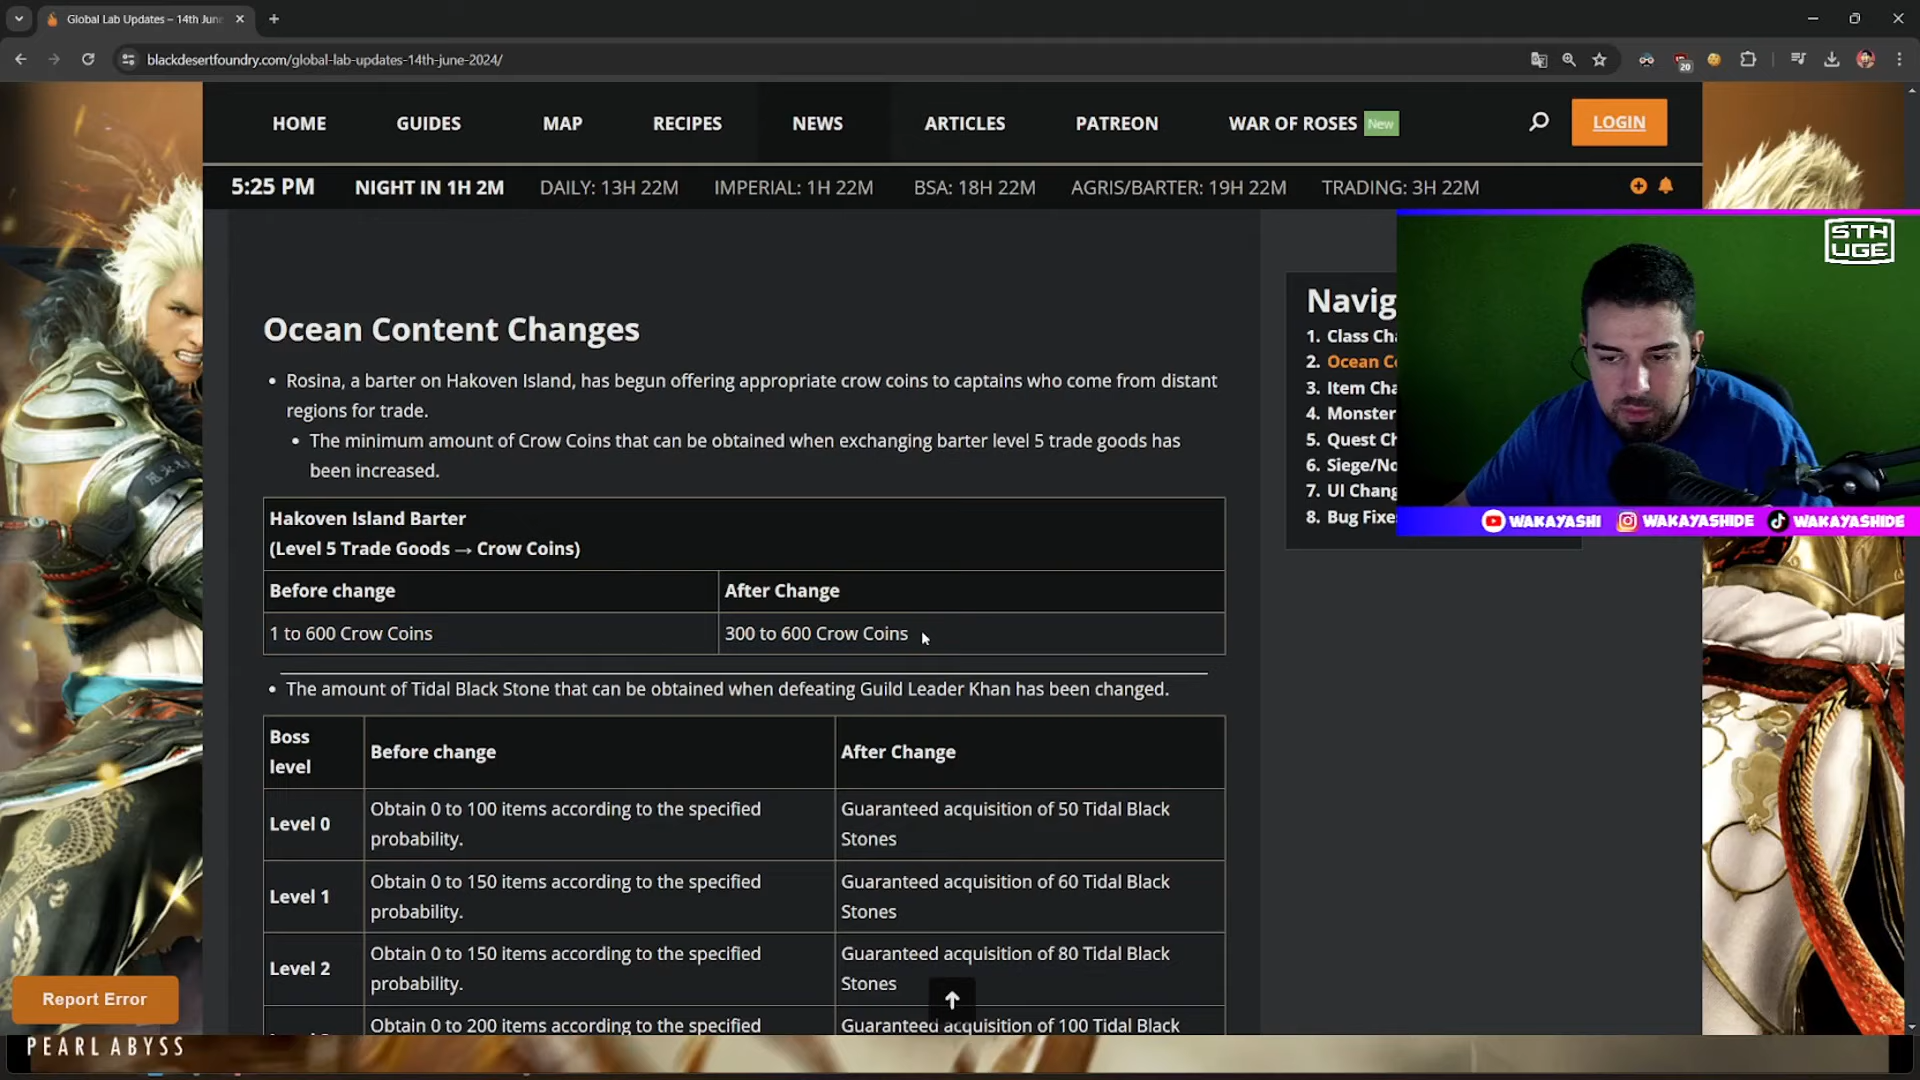 Global Lab Updates – 14th June
blackdesertfoundry.com/global-lab-updates-14th-june-2024/
20
HOME GUIDES MAP RECIPES NEWS ARTICLES PATREON WAR OF ROSES New LOGIN
5:25 PM NIGHT IN 1H 2M DAILY: 13H 22M IMPERIAL: 1H 22M BSA: 18H 22M AGRIS/BARTER: 19H 22M TRADING: 3H 22M
STH
UGE
Ocean Content Changes
• Rosina, a barter on Hakoven Island, has begun offering appropriate crow coins to captains who come from distant
regions for trade.
• The minimum amount of Crow Coins that can be obtained when exchanging barter level 5 trade goods has
been increased.
Hakoven Island Barter
(Level 5 Trade Goods → Crow Coins)
Before change After Change
1 to 600 Crow Coins 300 to 600 Crow Coins
• The amount of Tidal Black Stone that can be obtained when defeating Guild Leader Khan has been changed.
Boss
level
Before change After Change
Level 0
Obtain 0 to 100 items according to the specified
probability.
Guaranteed acquisition of 50 Tidal Black
Stones
Level 1
Obtain 0 to 150 items according to the specified
probability.
Guaranteed acquisition of 60 Tidal Black
Stones
Level 2
Obtain 0 to 150 items according to the specified
probability.
Guaranteed acquisition of 80 Tidal Black
Stones
Obtain 0 to 200 items according to the specified
Guaranteed acquisition of 100 Tidal Black
Navig
1. Class Cha
2. Ocean Co
3. Item Cha
4. Monster
5. Quest Ch
6. Siege/No
7. UI Chang
8. Bug Fixe
WAKAYASHI WAKAYASHIDE WAKAYASHIDE
Report Error
PEARL ABYSS